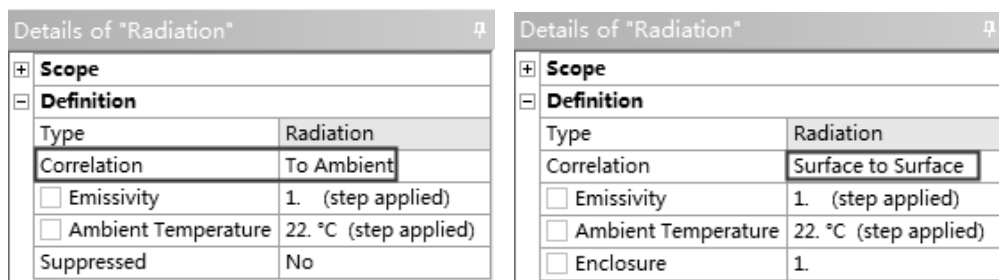 Details of "Radiation"
Scope
Definition
Type Radiation
Correlation To Ambient
Emissivity 1. (step applied)
Ambient Temperature 22. °C (step applied)
Suppressed No
Details of "Radiation"
Scope
Definition
Type Radiation
Correlation Surface to Surface
Emissivity 1. (step applied)
Ambient Temperature 22. °C (step applied)
Enclosure 1.